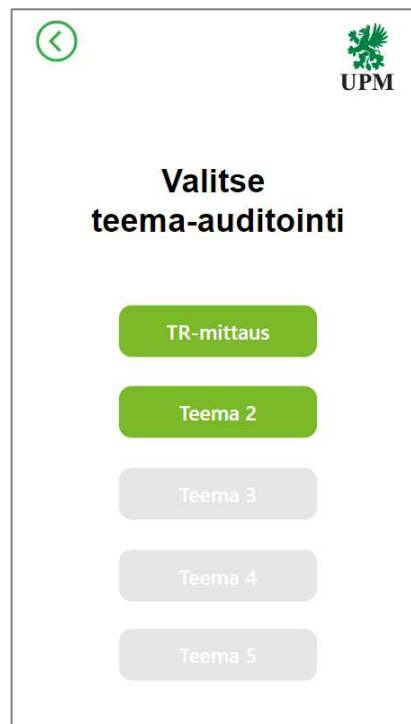 UPM
Valitse
teema-auditointi
TR-mittaus
Teema 2
Teema 3
Teema 4
Teema 5